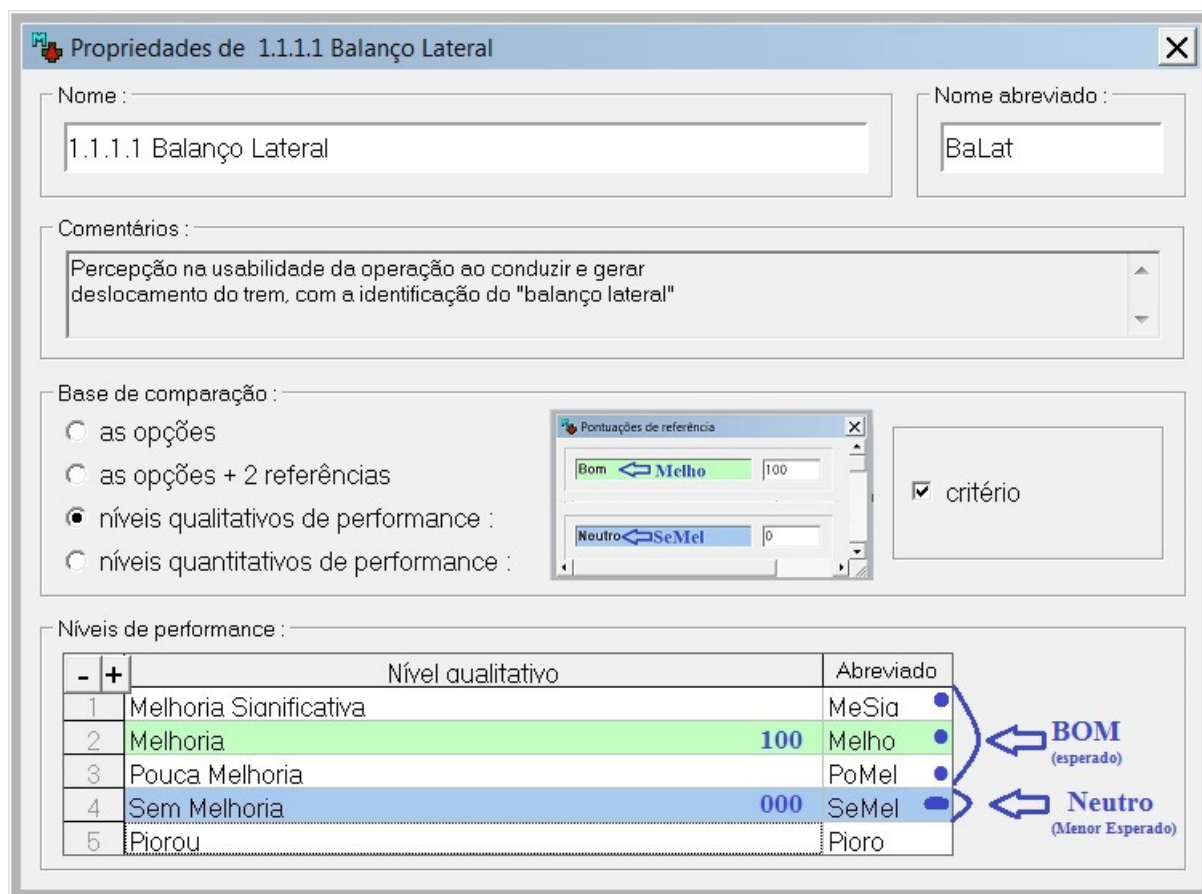 Propriedades de 1.1.1.1 Balanço Lateral
Nome :
1.1.1.1 Balanço Lateral
Nome abreviado :
BaLat
Comentários :
Percepção na usabilidade da operação ao conduzir e gerar
deslocamento do trem, com a identificação do "balanço lateral"
Base de comparação :
as opções
as opções + 2 referências
níveis qualitativos de performance :
níveis quantitativos de performance :
Pontuações de referência
Bom Melho 100
Neutro SeMel 0
critério
Níveis de performance :
- + Nível qualitativo Abreviado
1 Melhoria Significativa MeSig
2 Melhoria 100 Melho
3 Pouca Melhoria PoMel
4 Sem Melhoria 000 SeMel
5 Piorou Pioro
BOM
(esperado)
Neutro
(Menor Esperado)